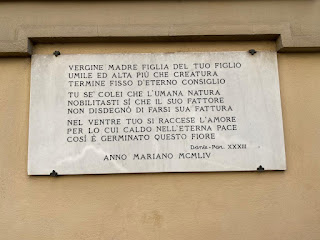 VERGINE MADRE FIGLIA DEL TUO FIGLIO
UMILE ED ALTA PIÙ CHE CREATURA
TERMINE FISSO D'ETERNO CONSIGLIO
TU SE' COLEI CHE L'UMANA NATURA
NOBILITASTI SÍ CHE IL SUO FATTORE
NON DISDEGNÒ DI FARSI SUA FATTURA
NEL VENTRE TUO SI RACCESE L'AMORE
PER LO CUI CALDO NELL'ETERNA PACE
COSÌ È GERMINATO QUESTO FIORE
Dante-Par. XXXIII
ANNO MARIANO MCMLIV